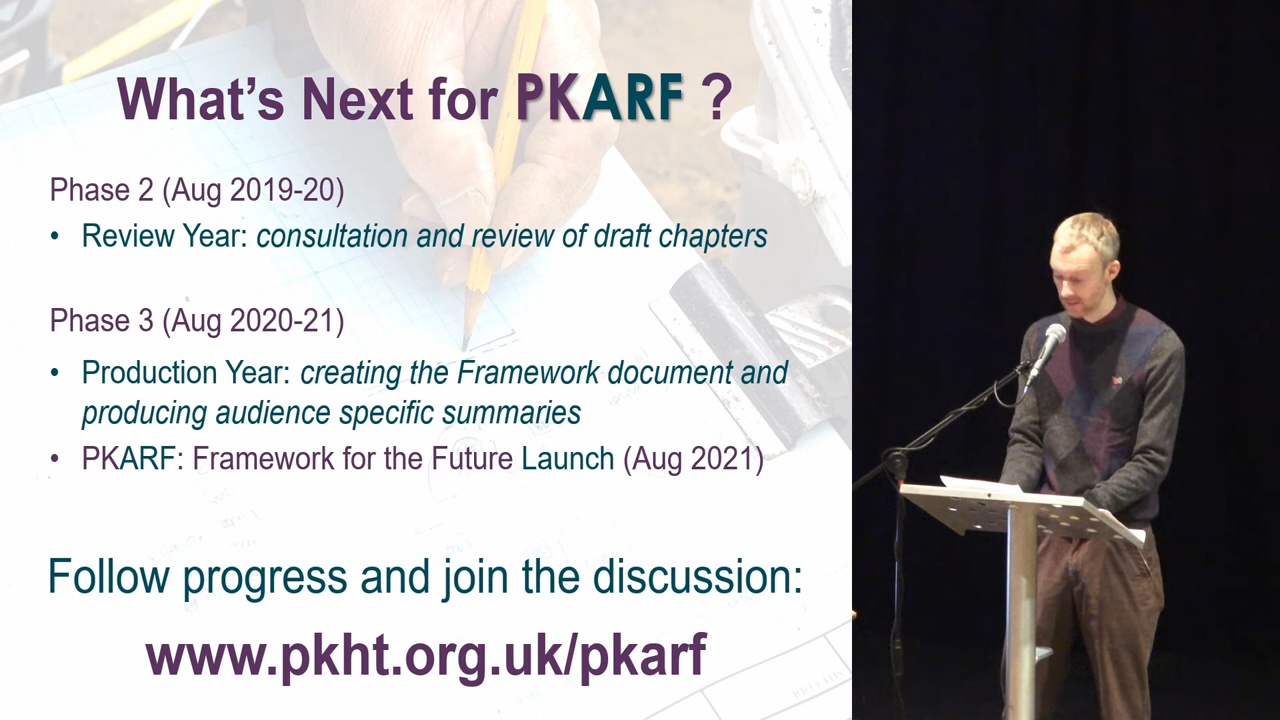 What's Next for PKARF ?
Phase 2 (Aug 2019-20)
• Review Year: consultation and review of draft chapters
Phase 3 (Aug 2020-21)
• Production Year: creating the Framework document and
producing audience specific summaries
• PKARF: Framework for the Future Launch (Aug 2021)
Follow progress and join the discussion:
www.pkht.org.uk/pkarf